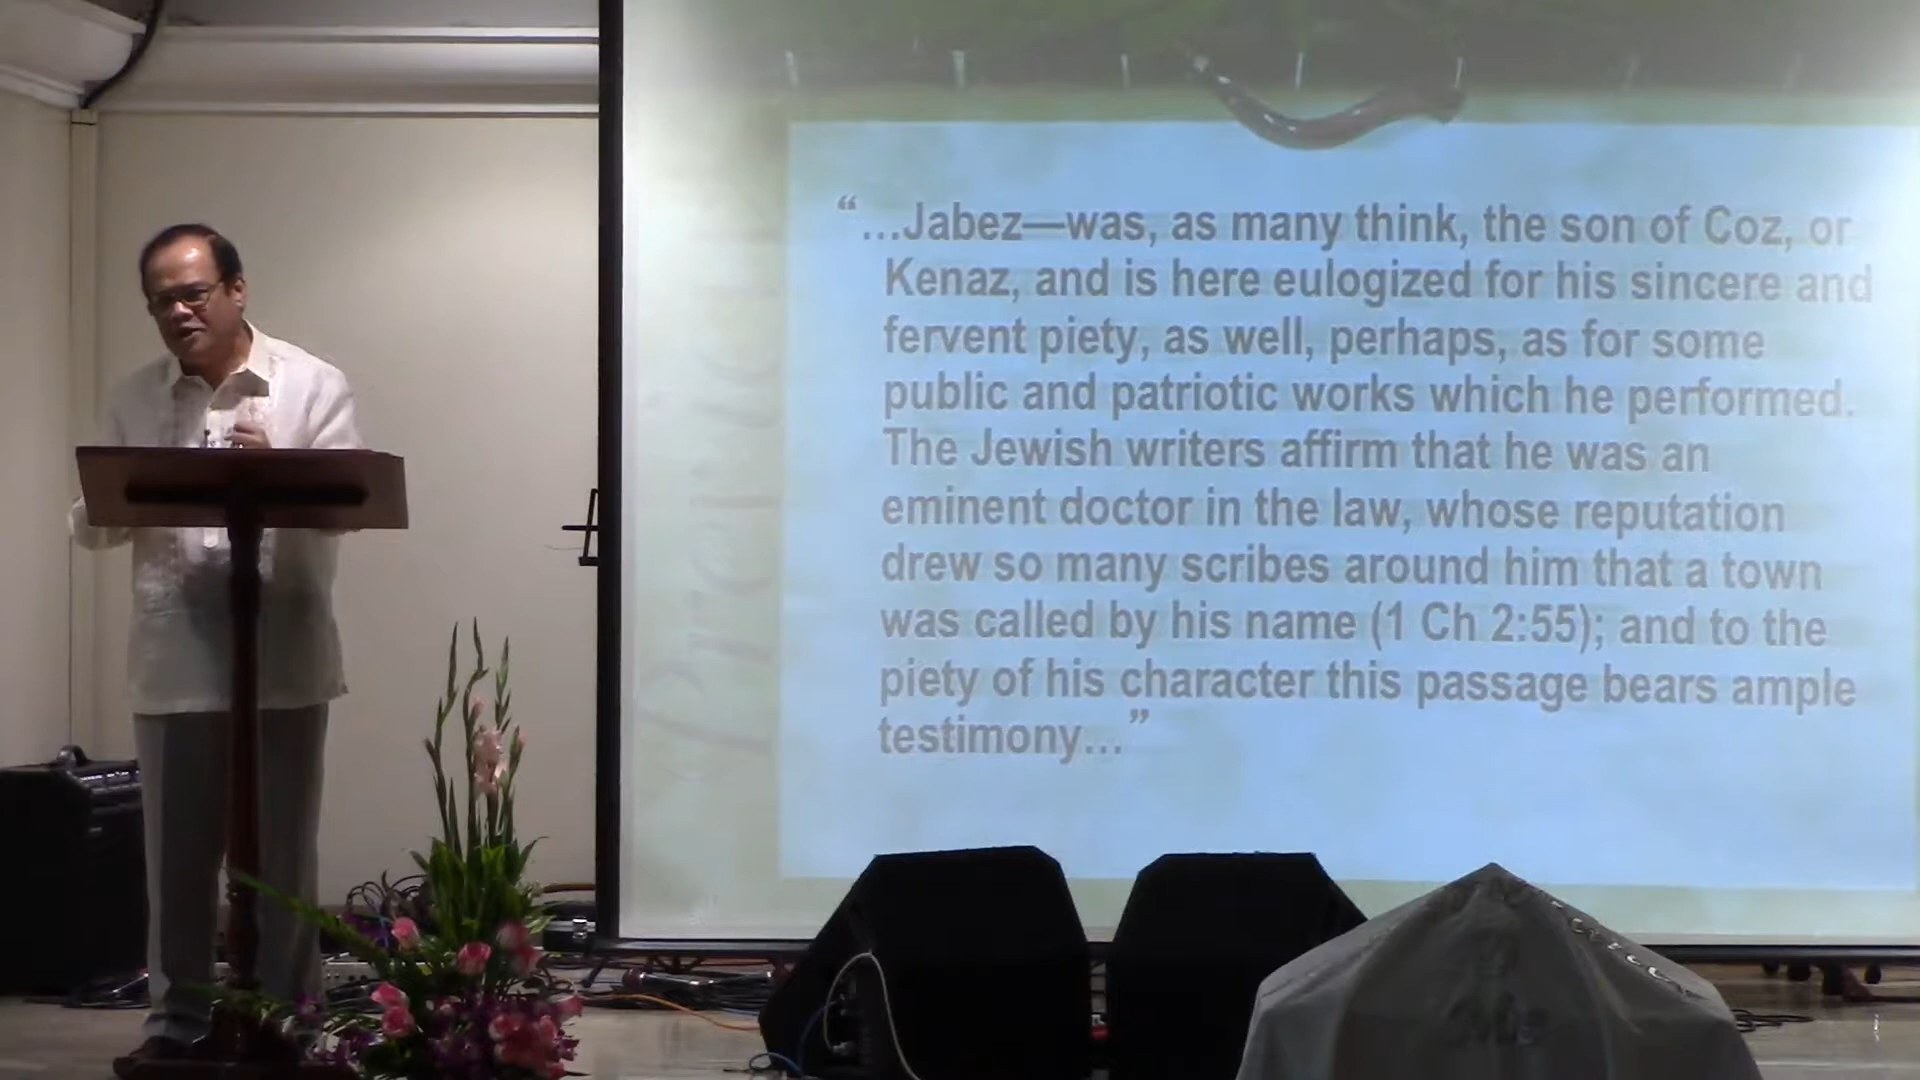 “…Jabez—was, as many think, the son of Coz, or
Kenaz, and is here eulogized for his sincere and
fervent piety, as well, perhaps, as for some
public and patriotic works which he performed.
The Jewish writers affirm that he was an
eminent doctor in the law, whose reputation
drew so many scribes around him that a town
was called by his name (1 Ch 2:55); and to the
piety of his character this passage bears ample
testimony…”